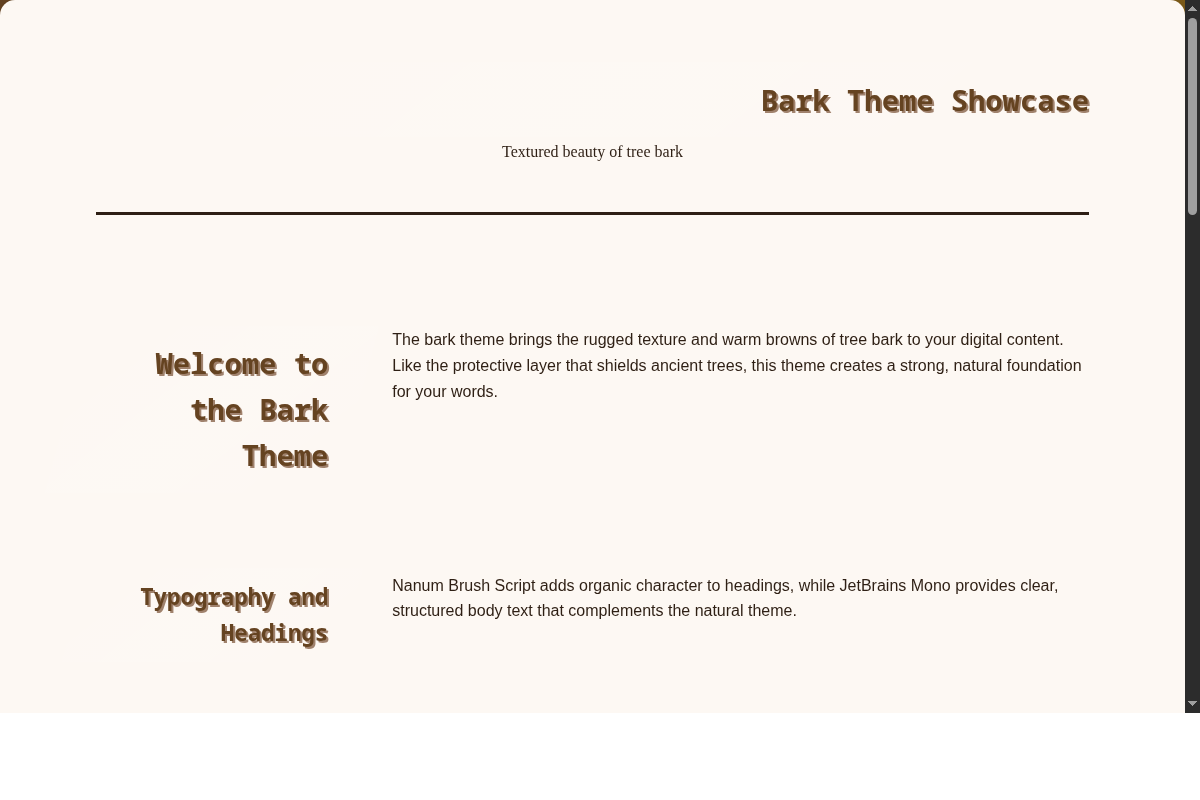 Bark Theme Showcase
Textured beauty of tree bark
Welcome to
the Bark
Theme
The bark theme brings the rugged texture and warm browns of tree bark to your digital content.
Like the protective layer that shields ancient trees, this theme creates a strong, natural foundation
for your words.
Typography and
Headings
Nanum Brush Script adds organic character to headings, while JetBrains Mono provides clear,
structured body text that complements the natural theme.